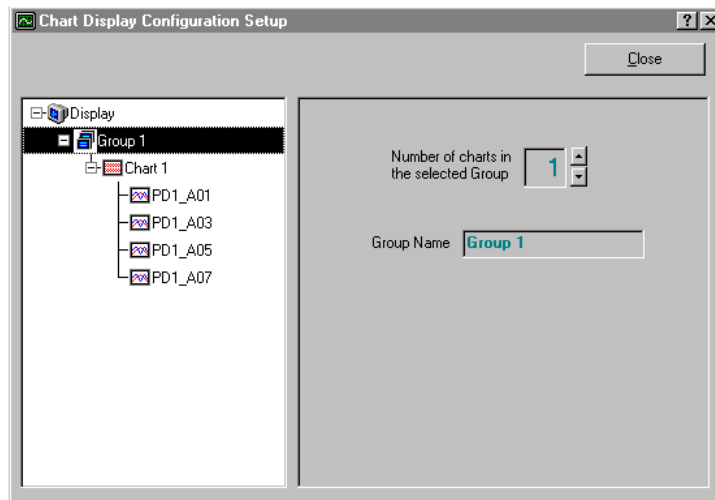 Chart Display Configuration Setup
Close
Display
Group 1
Chart 1
PD1_A01
PD1_A03
PD1_A05
PD1_A07
Number of charts in
the selected Group
1
Group Name
Group 1